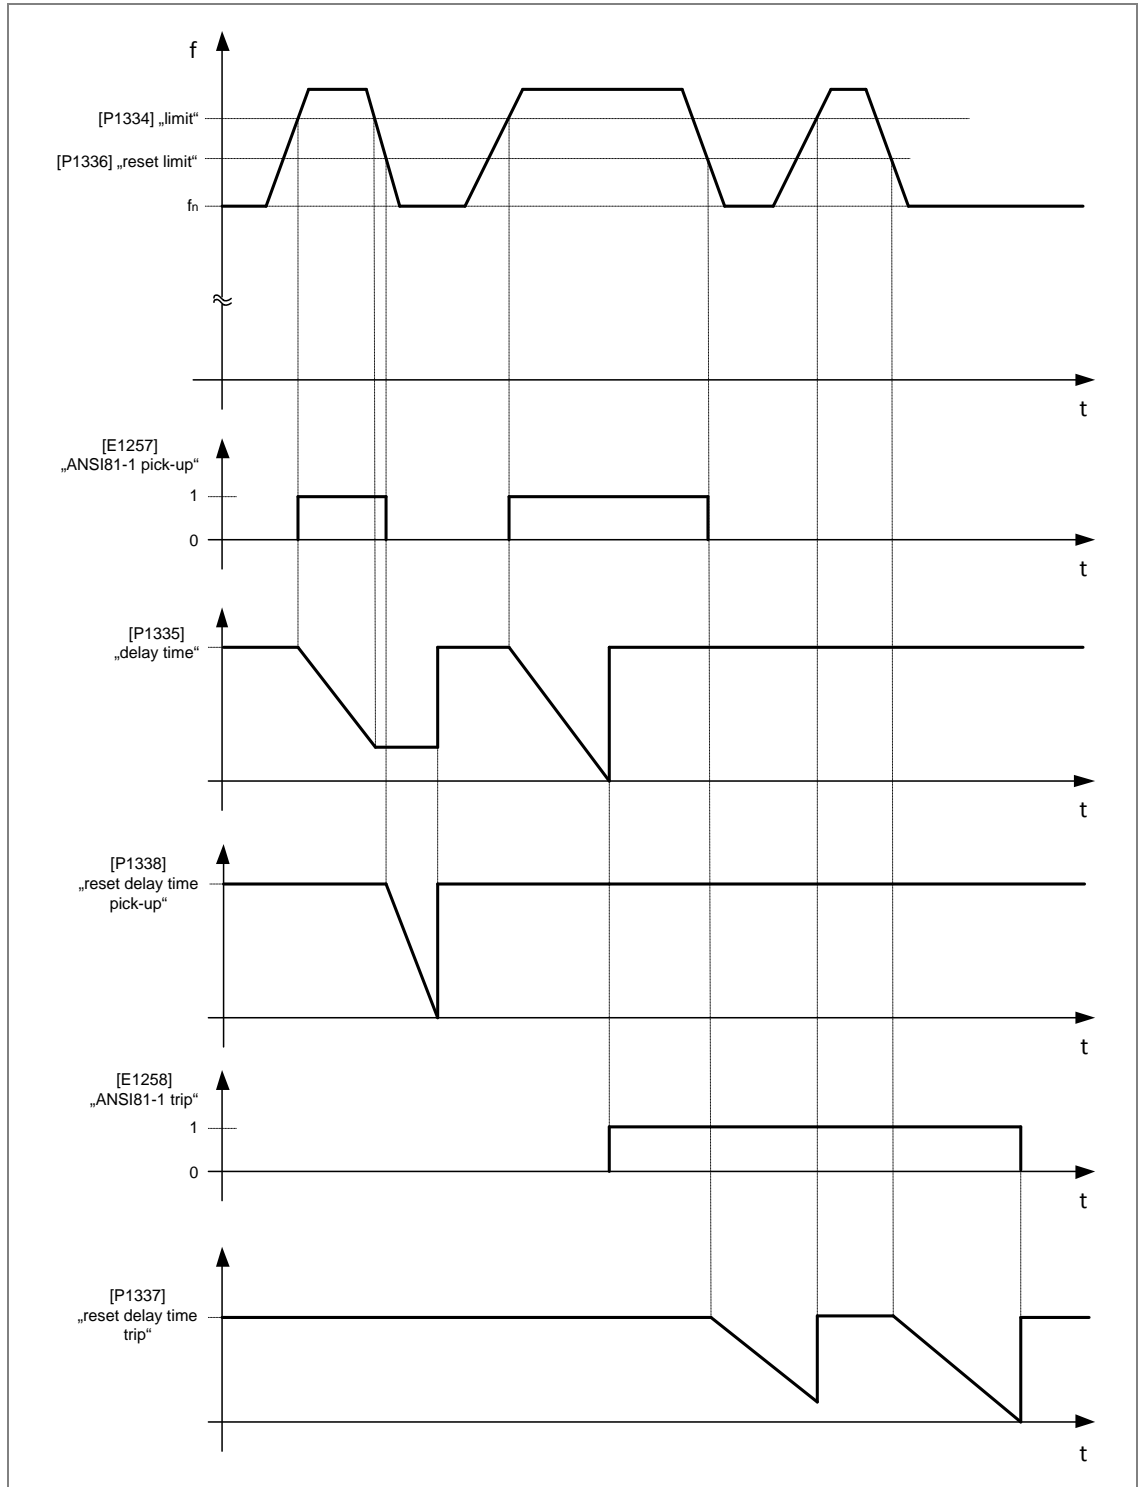 f
[P1334] „limit“
[P1336] „reset limit“
fn
t
[E1257]
„ANSI81-1 pick-up“
1
0
t
[P1335]
„delay time“
t
[P1338]
„reset delay time
pick-up“
t
[E1258]
„ANSI81-1 trip“
1
0
t
[P1337]
„reset delay time
trip“
t